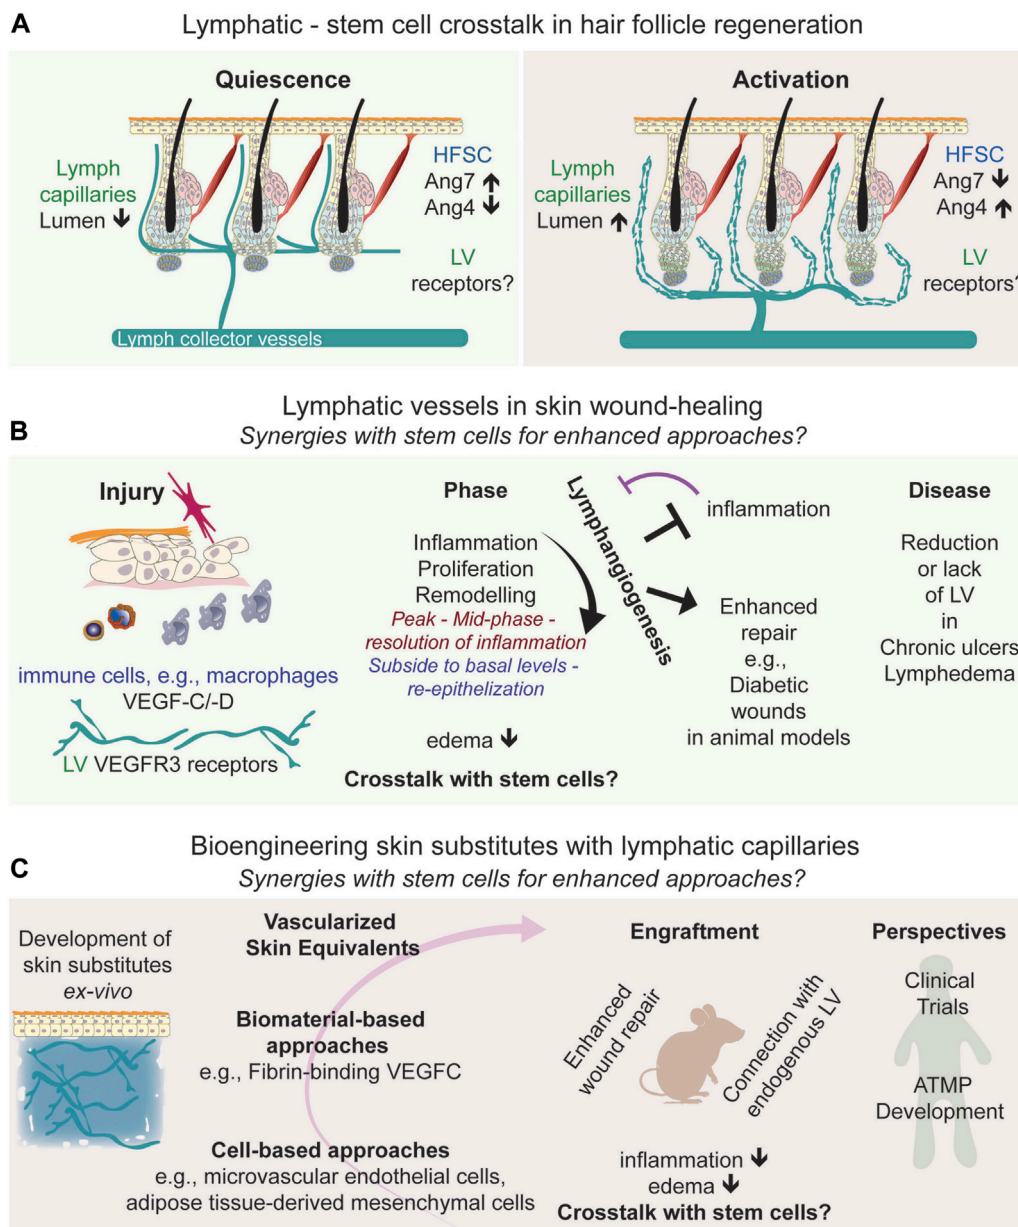 A
Lymphatic - stem cell crosstalk in hair follicle regeneration
Quiescence
Lymph
capillaries
Lumen ↓
HFSC
Ang7 ↑
Ang4 ↓
LV
receptors?
Lymph collector vessels
Activation
Lymph
capillaries
Lumen ↑
HFSC
Ang7 ↓
Ang4 ↑
LV
receptors?
B
Lymphatic vessels in skin wound-healing
Synergies with stem cells for enhanced approaches?
Injury
immune cells, e.g., macrophages
VEGF-C/-D
LV VEGFR3 receptors
Phase
Inflammation
Proliferation
Remodelling
Peak - Mid-phase -
resolution of inflammation
Subside to basal levels -
re-epithelization
edema ↓
Crosstalk with stem cells?
Lymphangiogenesis
inflammation
Enhanced
repair
e.g.,
Diabetic
wounds
in animal models
Disease
Reduction
or lack
of LV
in
Chronic ulcers
Lymphedema
C
Bioengineering skin substitutes with lymphatic capillaries
Synergies with stem cells for enhanced approaches?
Development of
skin substitutes
ex-vivo
Vascularized
Skin Equivalents
Biomaterial-based
approaches
e.g., Fibrin-binding VEGFC
Cell-based approaches
e.g., microvascular endothelial cells,
adipose tissue-derived mesenchymal cells
Engraftment
Enhanced
wound repair
Connection with
endogenous LV
inflammation ↓
edema ↓
Crosstalk with stem cells?
Perspectives
Clinical
Trials
ATMP
Development